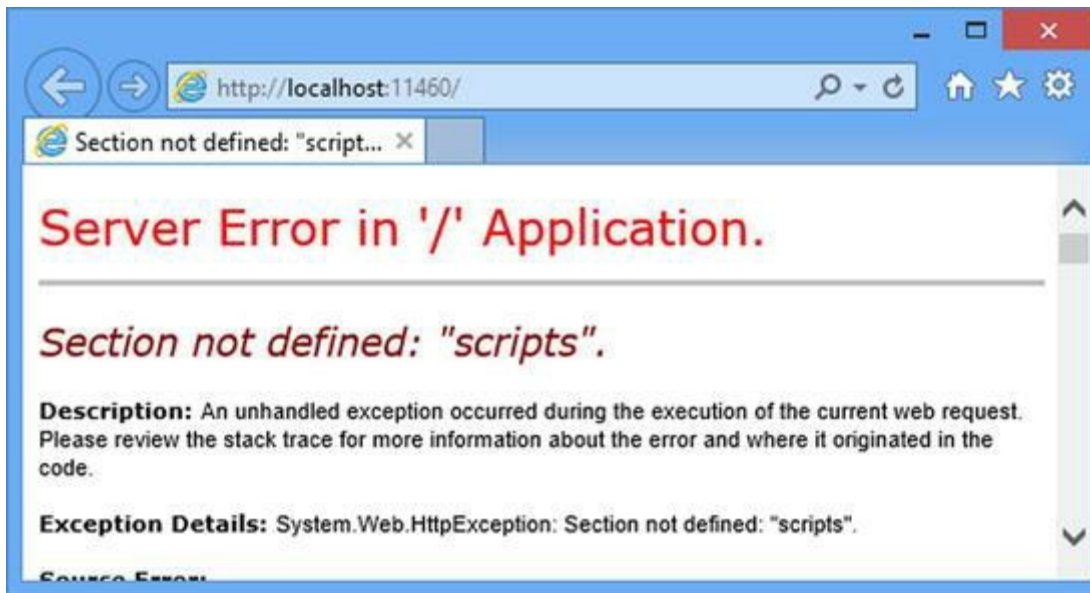 http://localhost:11460/
Section not defined: "script...
Server Error in '/' Application.
Section not defined: "scripts".
Description: An unhandled exception occurred during the execution of the current web request.
Please review the stack trace for more information about the error and where it originated in the
code.
Exception Details: System.Web.HttpException: Section not defined: "scripts".
Source Error: